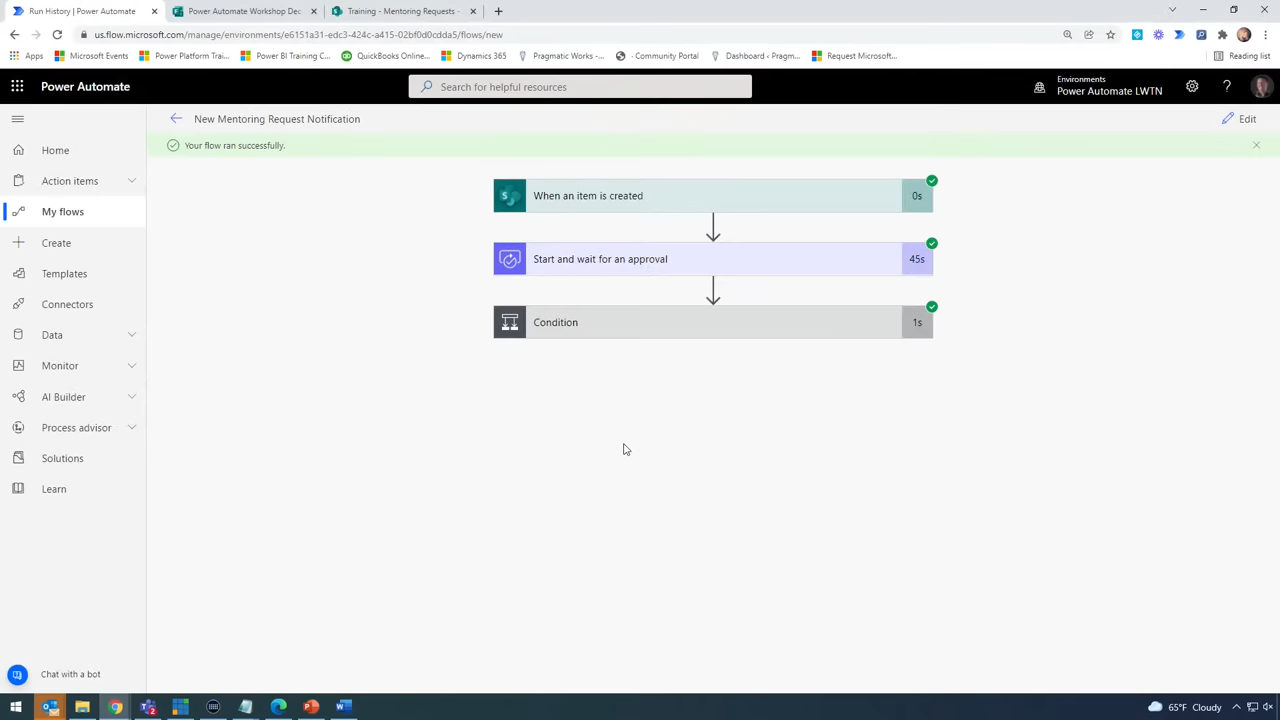 Run History | Power Automate
Power Automate Workshop Dec
Training - Mentoring Requests -
us.flow.microsoft.com/manage/environments/e6151a31-edc3-424c-a415-02bf0d0cdda5/flows/new
Apps
Microsoft Events
Power Platform Trai...
Power BI Training C...
QuickBooks Online...
Dynamics 365
Pragmatic Works -...
- Community Portal
Dashboard ‹ Pragm...
Request Microsoft...
Reading list
Power Automate
Search for helpful resources
Environments
Power Automate LWTN
New Mentoring Request Notification
Edit
Your flow ran successfully.
Home
Action items
My flows
Create
Templates
Connectors
Data
Monitor
AI Builder
Process advisor
Solutions
Learn
Chat with a bot
When an item is created
0s
Start and wait for an approval
45s
Condition
1s
65°F Cloudy